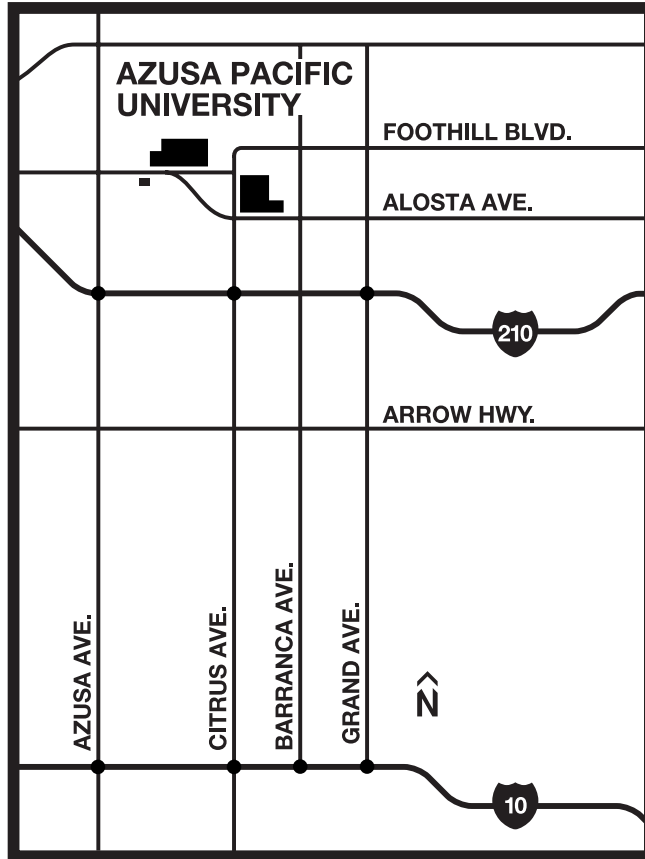 AZUSA PACIFIC
UNIVERSITY
FOOTHILL BLVD.
ALOSTA AVE.
210
ARROW HWY.
AZUSA AVE.
CITRUS AVE.
BARRANCA AVE.
GRAND AVE.
N
10